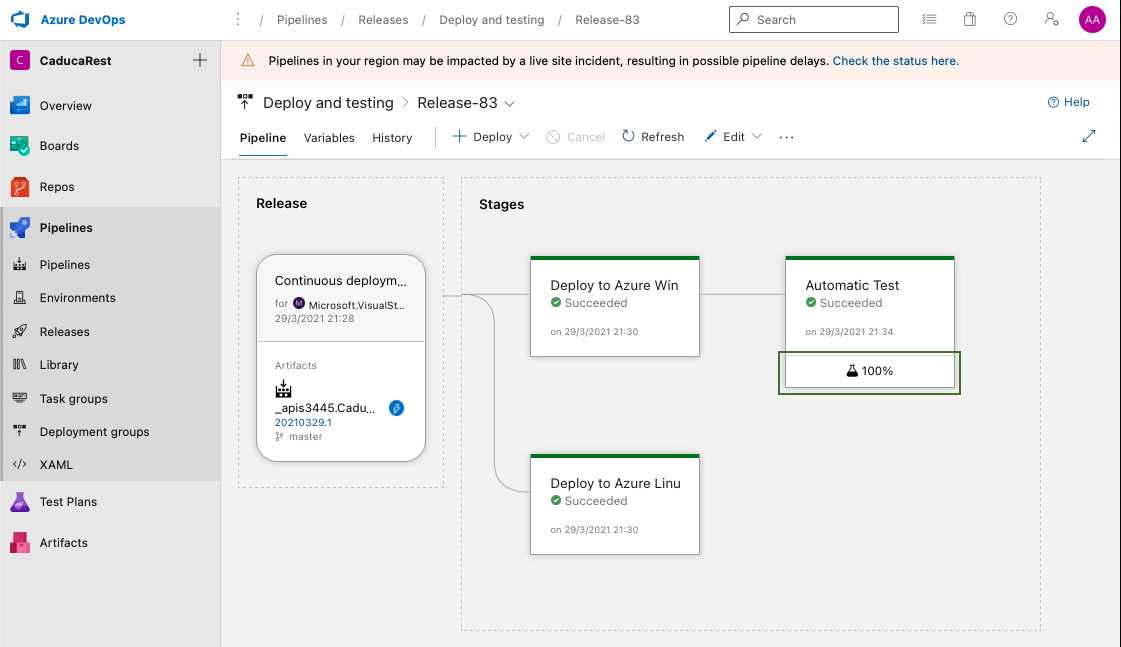 Azure DevOps
/ Pipelines / Releases / Deploy and testing / Release-83
Search
AA
C CaducaRest
Overview
Boards
Repos
Pipelines
Pipelines
Environments
Releases
Library
Task groups
Deployment groups
XAML
Test Plans
Artifacts
Pipelines in your region may be impacted by a live site incident, resulting in possible pipeline delays. Check the status here.
Deploy and testing > Release-83
Help
Pipeline Variables History Deploy Cancel Refresh Edit
Release
Continuous deploym...
for M Microsoft.VisualSt...
29/3/2021 21:28
Artifacts
_apis3445.Cadu...
20210329.1
master
Stages
Deploy to Azure Win
Succeeded
on 29/3/2021 21:30
Automatic Test
Succeeded
on 29/3/2021 21:34
100%
Deploy to Azure Linu
Succeeded
on 29/3/2021 21:30